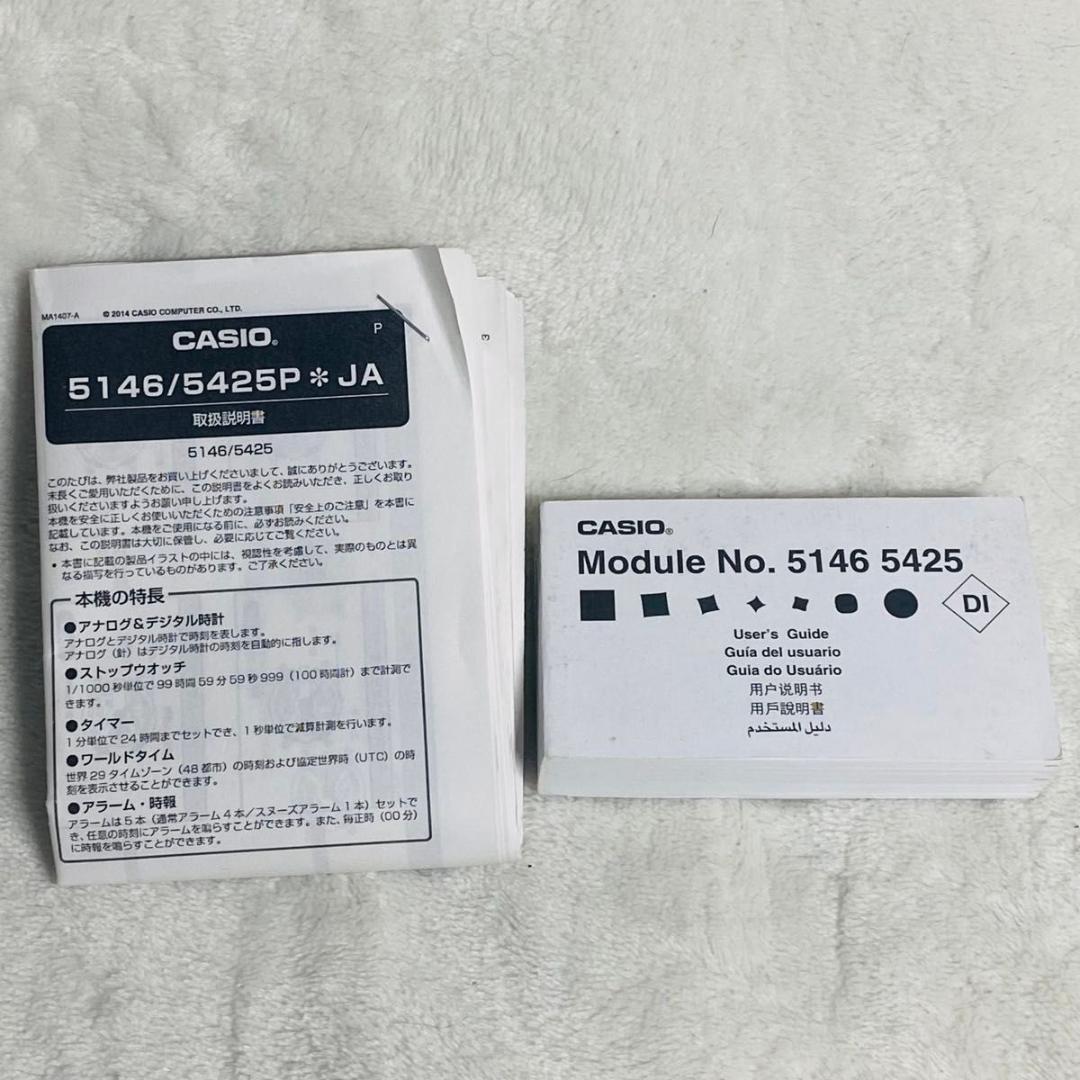 MA1407-A © 2014 CASIO COMPUTER CO., LTD.
CASIO® P
5146/5425P＊JA
取扱説明書
5146/5425
このたびは、弊社製品をお買い上げくださいまして、誠にありがとうございます。
末長くご愛用いただくために、この説明書をよくお読みいただき、正しくお取り
扱いくださいますようお願い申し上げます。
本機を安全に正しくお使いいただくための注意事項「安全上のご注意」を本書に
記載しています。本機をご使用になる前に、必ずお読みください。
なお、この説明書は大切に保管し、必要に応じてご覧ください。
• 本書に記載の製品イラストの中には、視認性を考慮して、実際のものとは異
なる描写を行っているものがあります。ご了承ください。
本機の特長
●アナログ&デジタル時計
アナログとデジタル時計で時刻を表します。
アナログ（針）はデジタル時計の時刻を自動的に指します。
●ストップウオッチ
1/1000秒単位で99時間59分59秒999（100時間計）まで計測で
きます。
●タイマー
1分単位で24時間までセットでき、1秒単位で減算計測を行います。
●ワールドタイム
世界29タイムゾーン（48都市）の時刻および協定世界時（UTC）の時
刻を表示させることができます。
●アラーム・時報
アラームは5本（通常アラーム4本/スヌーズアラーム1本）セットで
き、任意の時刻にアラームを鳴らすことができます。また、毎正時（00分）
に時報を鳴らすことができます。
3
CASIO®
Module No. 5146 5425
DI
User's Guide
Guía del usuario
Guia do Usuário
用户说明书
用戶說明書
دليل المستخدم